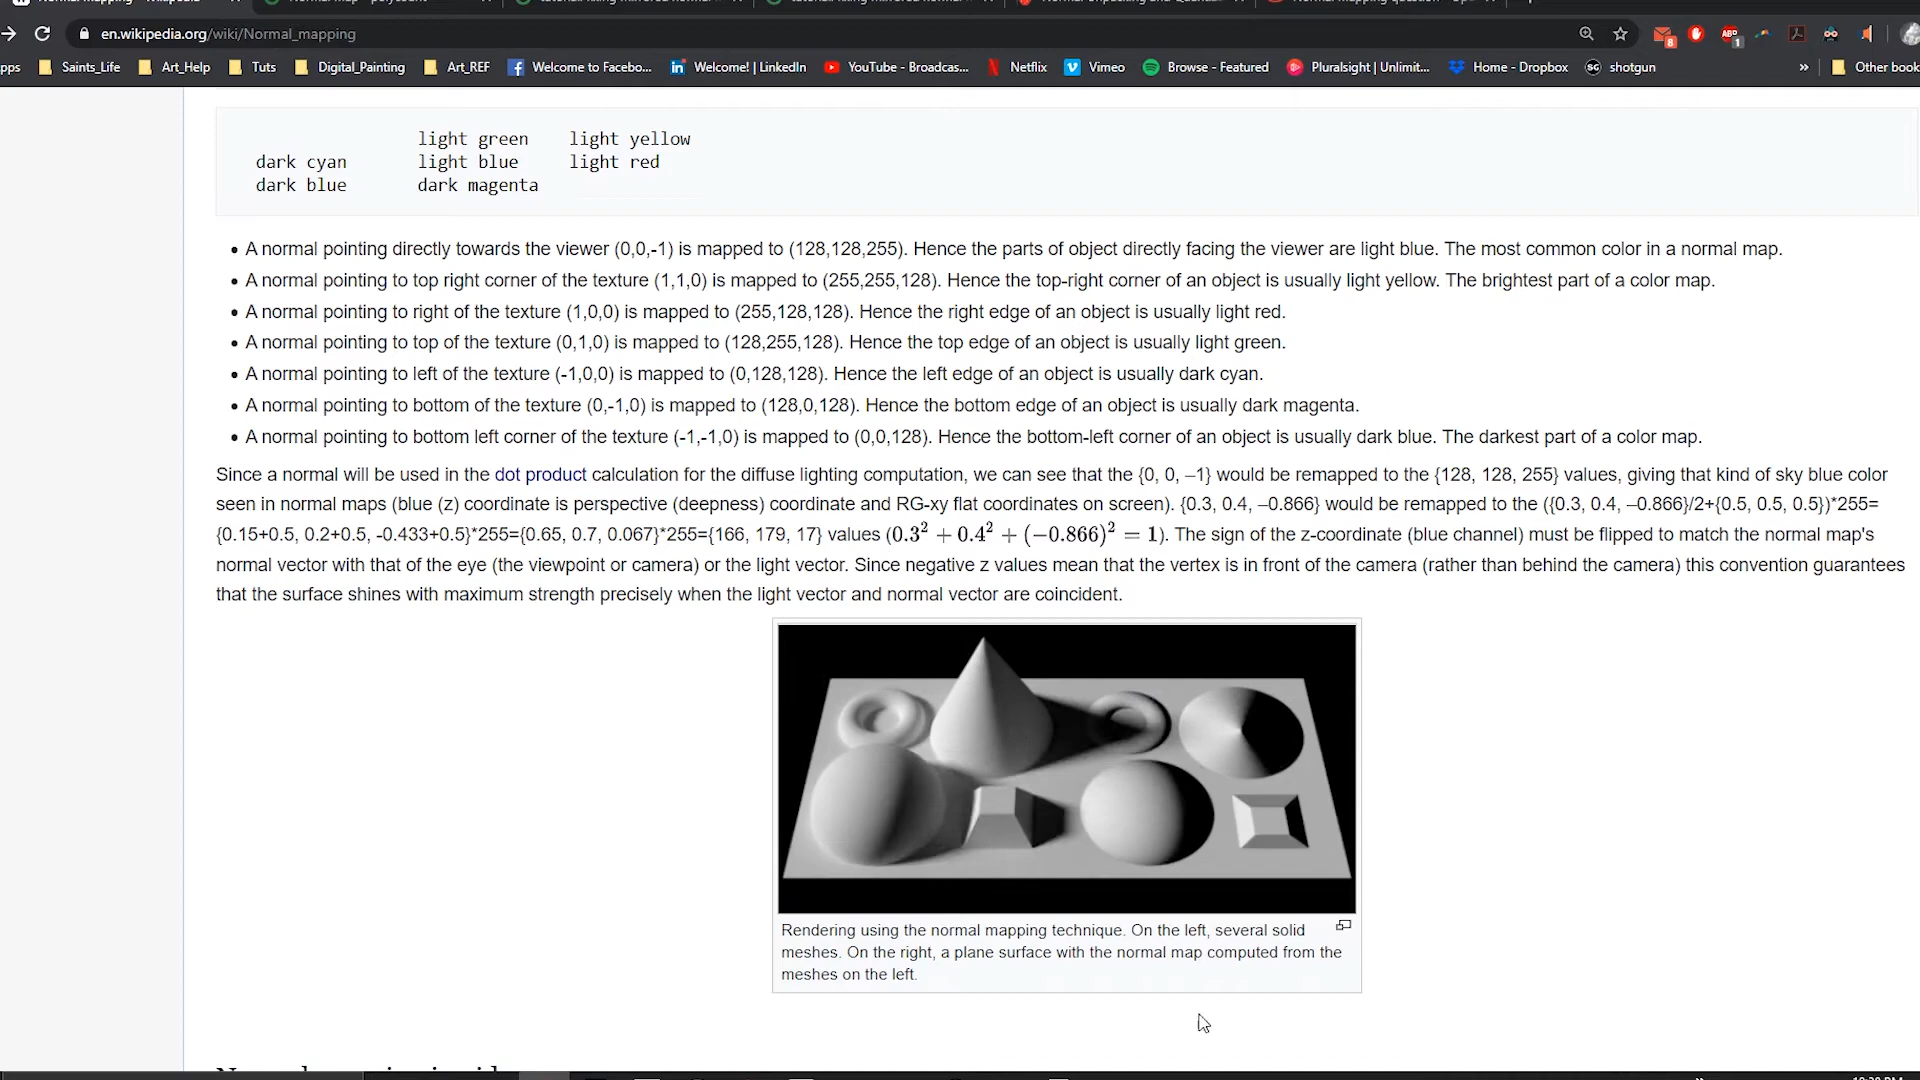 en.wikipedia.org/wiki/Normal_mapping
8
ABP
1
pps Saints_Life Art_Help Tuts Digital_Painting Art_REF Welcome to Facebo... Welcome! | LinkedIn YouTube - Broadcas... Netflix Vimeo Browse - Featured Pluralsight | Unlimit... Home - Dropbox SG shotgun » Other book
light green light yellow
dark cyan light blue light red
dark blue dark magenta
• A normal pointing directly towards the viewer (0,0,-1) is mapped to (128,128,255). Hence the parts of object directly facing the viewer are light blue. The most common color in a normal map.
• A normal pointing to top right corner of the texture (1,1,0) is mapped to (255,255,128). Hence the top-right corner of an object is usually light yellow. The brightest part of a color map.
• A normal pointing to right of the texture (1,0,0) is mapped to (255,128,128). Hence the right edge of an object is usually light red.
• A normal pointing to top of the texture (0,1,0) is mapped to (128,255,128). Hence the top edge of an object is usually light green.
• A normal pointing to left of the texture (-1,0,0) is mapped to (0,128,128). Hence the left edge of an object is usually dark cyan.
• A normal pointing to bottom of the texture (0,-1,0) is mapped to (128,0,128). Hence the bottom edge of an object is usually dark magenta.
• A normal pointing to bottom left corner of the texture (-1,-1,0) is mapped to (0,0,128). Hence the bottom-left corner of an object is usually dark blue. The darkest part of a color map.
Since a normal will be used in the dot product calculation for the diffuse lighting computation, we can see that the {0, 0, –1} would be remapped to the {128, 128, 255} values, giving that kind of sky blue color
seen in normal maps (blue (z) coordinate is perspective (deepness) coordinate and RG-xy flat coordinates on screen). {0.3, 0.4, –0.866} would be remapped to the ({0.3, 0.4, –0.866}/2+{0.5, 0.5, 0.5})*255=
{0.15+0.5, 0.2+0.5, -0.433+0.5}*255={0.65, 0.7, 0.067}*255={166, 179, 17} values (0.3² + 0.4² + (−0.866)² = 1). The sign of the z-coordinate (blue channel) must be flipped to match the normal map's
normal vector with that of the eye (the viewpoint or camera) or the light vector. Since negative z values mean that the vertex is in front of the camera (rather than behind the camera) this convention guarantees
that the surface shines with maximum strength precisely when the light vector and normal vector are coincident.
Rendering using the normal mapping technique. On the left, several solid
meshes. On the right, a plane surface with the normal map computed from the
meshes on the left.